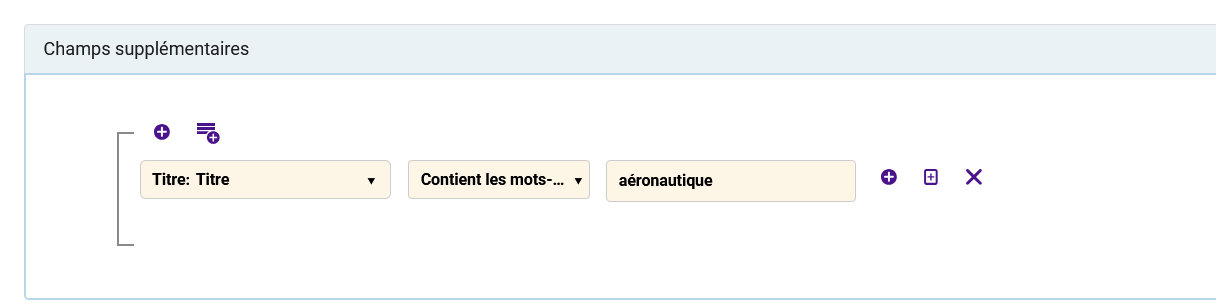 Champs supplémentaires
Titre: Titre Contient les mots-... aéronautique